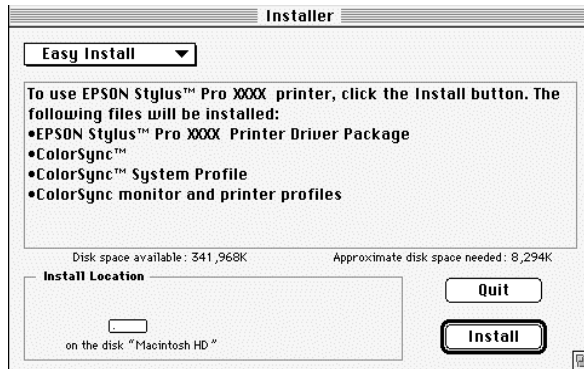 Installer
Easy Install
To use EPSON Stylus™ Pro XXXX printer, click the Install button. The
following files will be installed:
•EPSON Stylus™ Pro XXXX Printer Driver Package
•ColorSync™
•ColorSync™ System Profile
•ColorSync monitor and printer profiles
Disk space available: 341,968K Approximate disk space needed: 8,294K
Install Location
on the disk "Macintosh HD"
Quit
Install